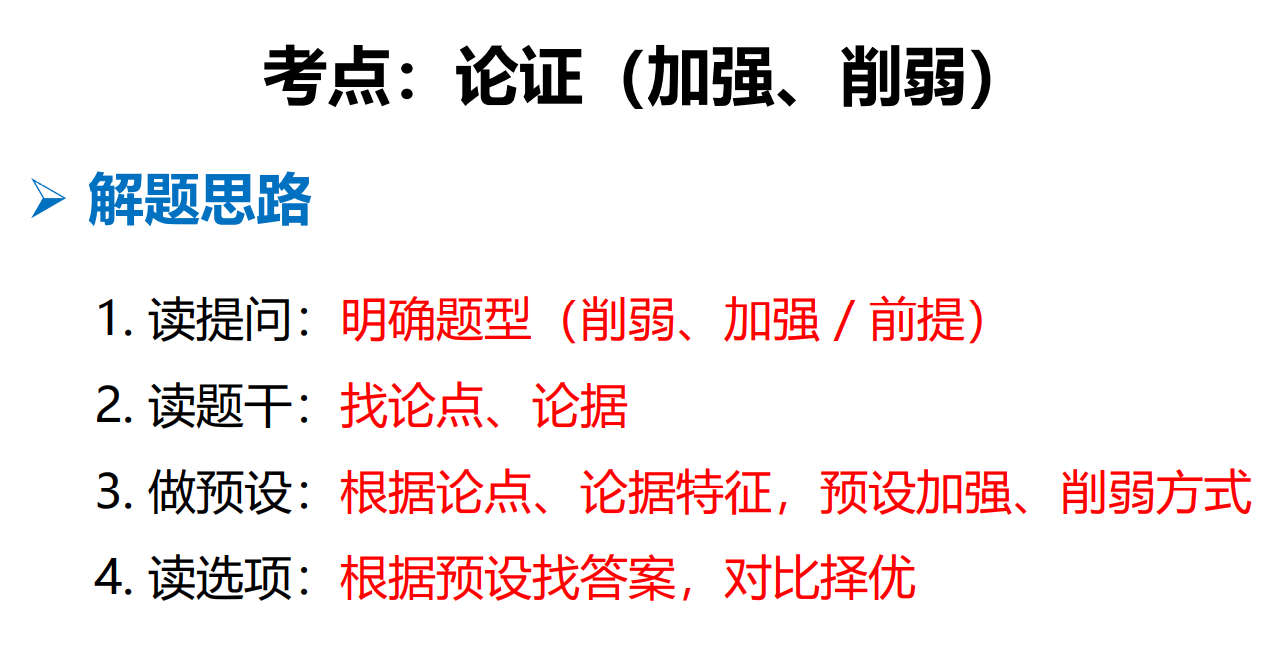 考点：论证（加强、削弱）
解题思路
1. 读提问：明确题型（削弱、加强 / 前提）
2. 读题干：找论点、论据
3. 做预设：根据论点、论据特征，预设加强、削弱方式
4. 读选项：根据预设找答案，对比择优